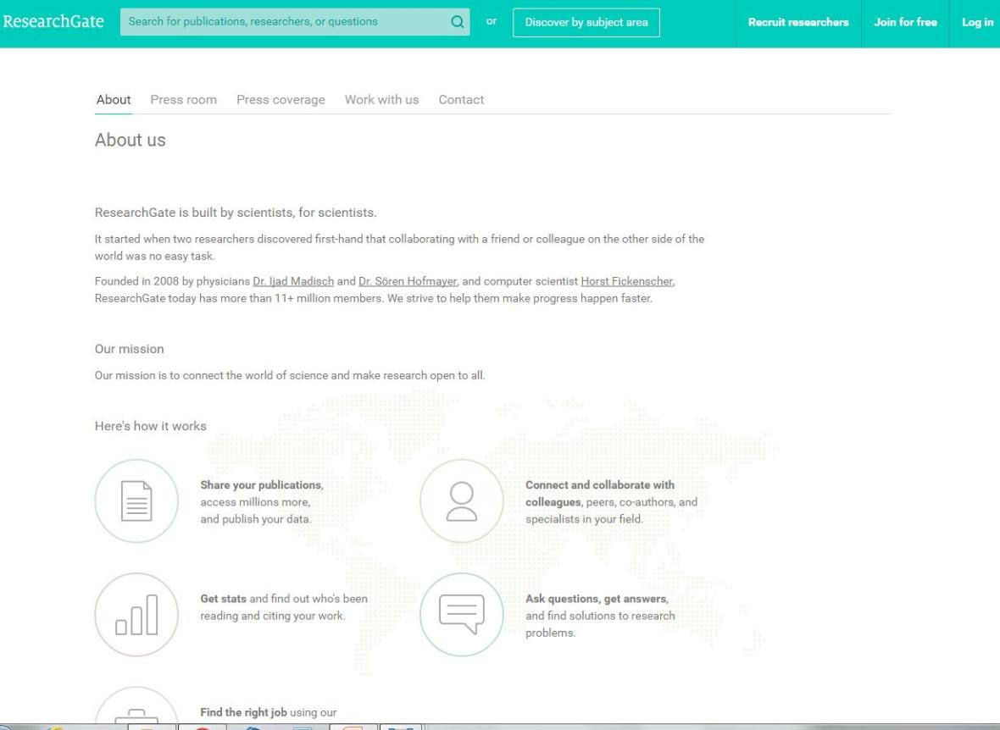 ResearchGate
Search for publications, researchers, or questions
or
Discover by subject area
Recruit researchers
Join for free
Log in
About
Press room
Press coverage
Work with us
Contact
About us
ResearchGate is built by scientists, for scientists.
It started when two researchers discovered first-hand that collaborating with a friend or colleague on the other side of the
world was no easy task.
Founded in 2008 by physicians Dr. Ijad Madisch and Dr. Sören Hofmayer, and computer scientist Horst Fickenscher,
ResearchGate today has more than 11+ million members. We strive to help them make progress happen faster.
Our mission
Our mission is to connect the world of science and make research open to all.
Here's how it works
Share your publications,
access millions more,
and publish your data.
Connect and collaborate with
colleagues, peers, co-authors, and
specialists in your field.
Get stats and find out who's been
reading and citing your work.
Ask questions, get answers,
and find solutions to research
problems.
Find the right job using our